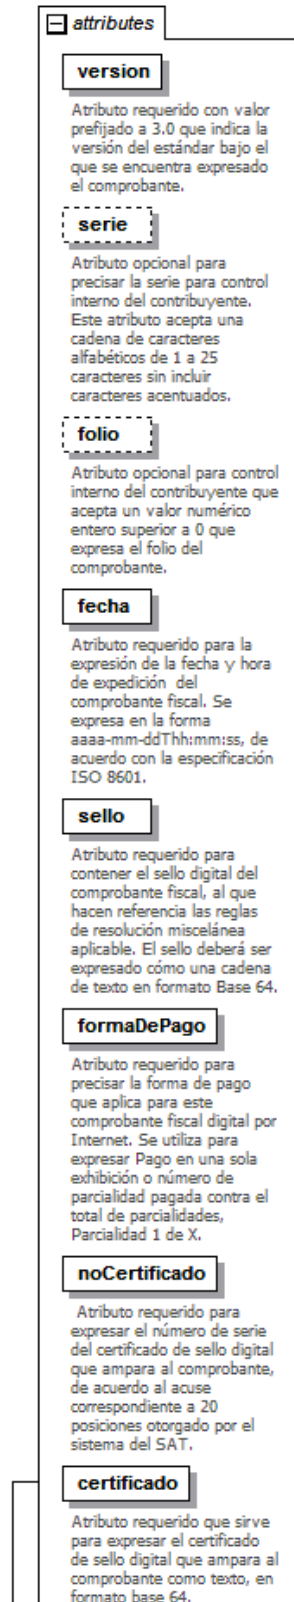 attributes
version
Atributo requerido con valor
prefijado a 3.0 que indica la
versión del estándar bajo el
que se encuentra expresado
el comprobante.
serie
Atributo opcional para
precisar la serie para control
interno del contribuyente.
Este atributo acepta una
cadena de caracteres
alfabéticos de 1 a 25
caracteres sin incluir
caracteres acentuados.
folio
Atributo opcional para control
interno del contribuyente que
acepta un valor numérico
entero superior a 0 que
expresa el folio del
comprobante.
fecha
Atributo requerido para la
expresión de la fecha y hora
de expedición  del
comprobante fiscal. Se
expresa en la forma
aaaa-mm-ddThh:mm:ss, de
acuerdo con la especificación
ISO 8601.
sello
Atributo requerido para
contener el sello digital del
comprobante fiscal, al que
hacen referencia las reglas
de resolución miscelánea
aplicable. El sello deberá ser
expresado cómo una cadena
de texto en formato Base 64.
formaDePago
Atributo requerido para
precisar la forma de pago
que aplica para este
comprobante fiscal digital por
Internet. Se utiliza para
expresar Pago en una sola
exhibición o número de
parcialidad pagada contra el
total de parcialidades,
Parcialidad 1 de X.
noCertificado
Atributo requerido para
expresar el número de serie
del certificado de sello digital
que ampara al comprobante,
de acuerdo al acuse
correspondiente a 20
posiciones otorgado por el
sistema del SAT.
certificado
Atributo requerido que sirve
para expresar el certificado
de sello digital que ampara al
comprobante como texto, en
formato base 64.